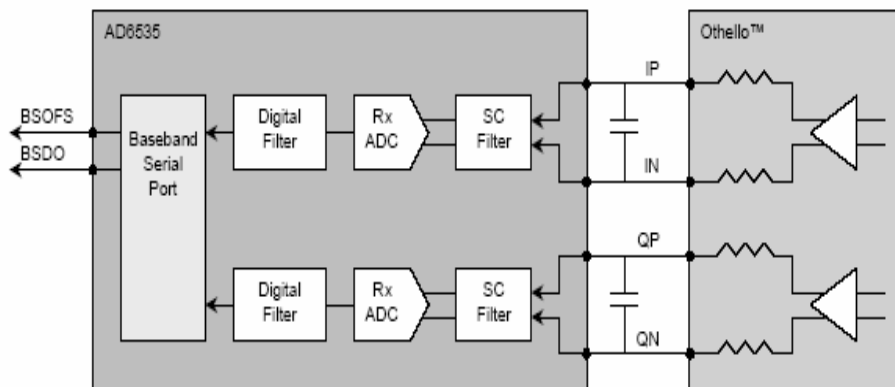 AD6535
Othello™
IP
BSOFS
BSDO
Baseband
Serial
Port
Digital
Filter
Rx
ADC
SC
Filter
IN
QP
Digital
Filter
Rx
ADC
SC
Filter
QN